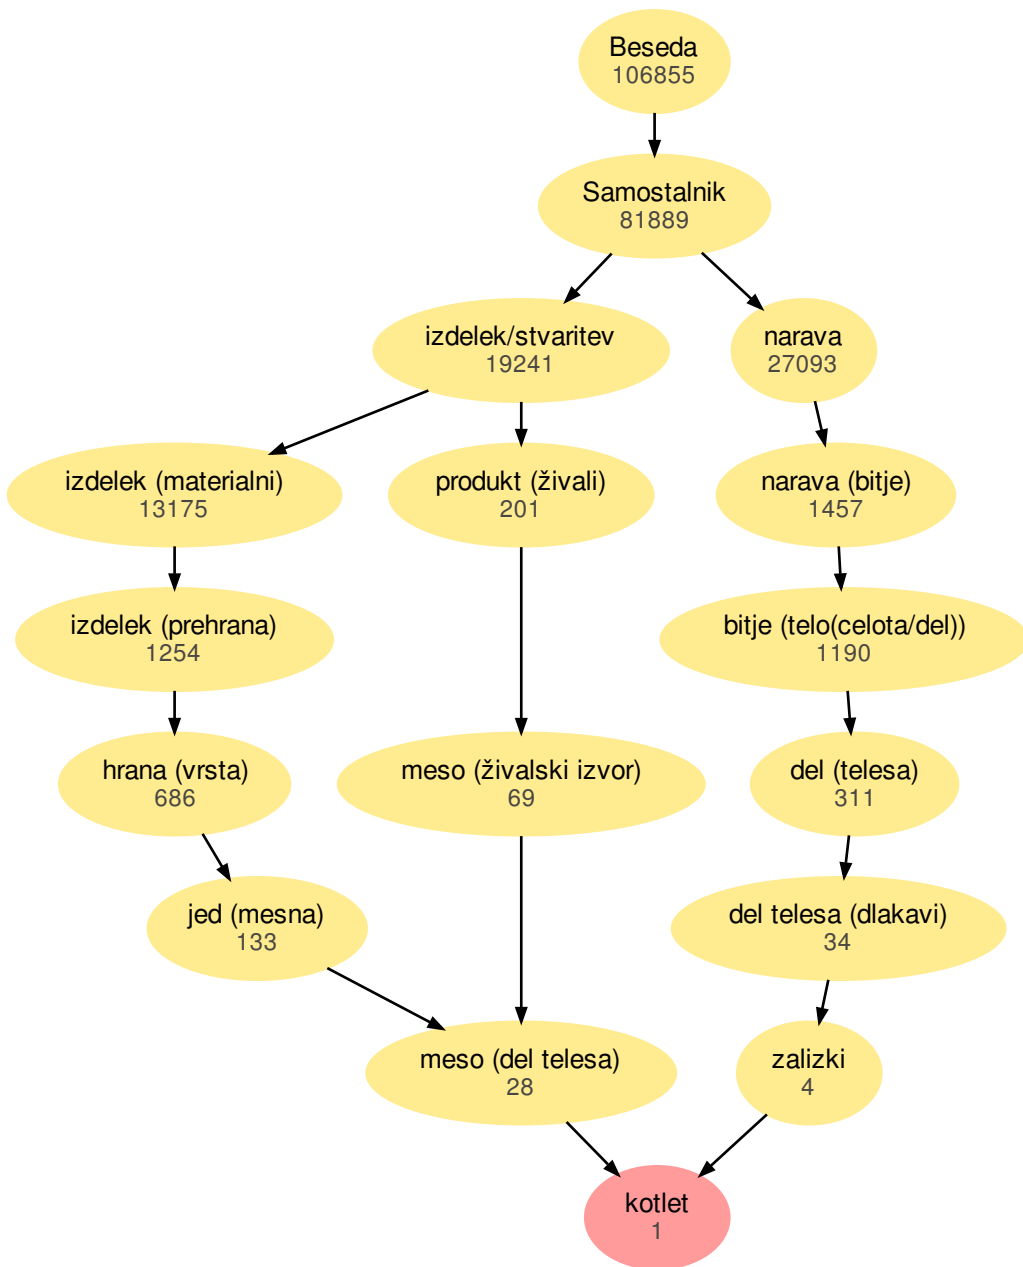 Beseda
106855
Samostalnik
81889
izdelek/stvaritev
19241
narava
27093
izdelek (materialni)
13175
produkt (živali)
201
narava (bitje)
1457
izdelek (prehrana)
1254
bitje (telo(celota/del))
1190
hrana (vrsta)
686
meso (živalski izvor)
69
del (telesa)
311
jed (mesna)
133
del telesa (dlakavi)
34
meso (del telesa)
28
zalizki
4
kotlet
1